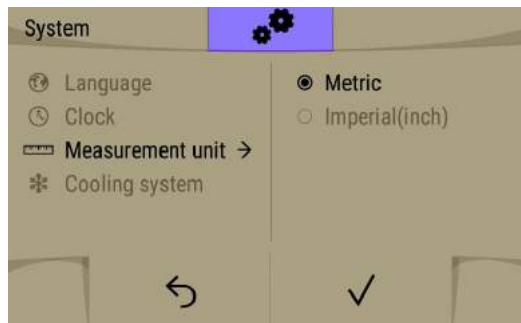 System
Language
Clock
Measurement unit →
Cooling system
Metric
Imperial(inch)